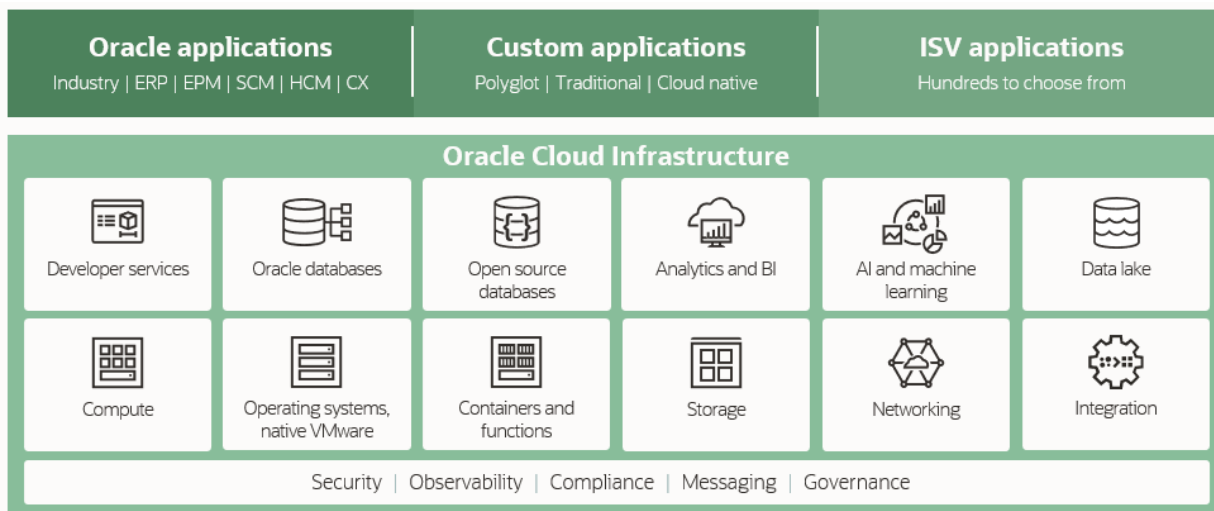 Oracle applications
Industry | ERP | EPM | SCM | HCM | CX
Custom applications
Polyglot | Traditional | Cloud native
ISV applications
Hundreds to choose from
Oracle Cloud Infrastructure
Developer services
Oracle databases
Open source
databases
Analytics and BI
AI and machine
learning
Data lake
Compute
Operating systems,
native VMware
Containers and
functions
Storage
Networking
Integration
Security | Observability | Compliance | Messaging | Governance